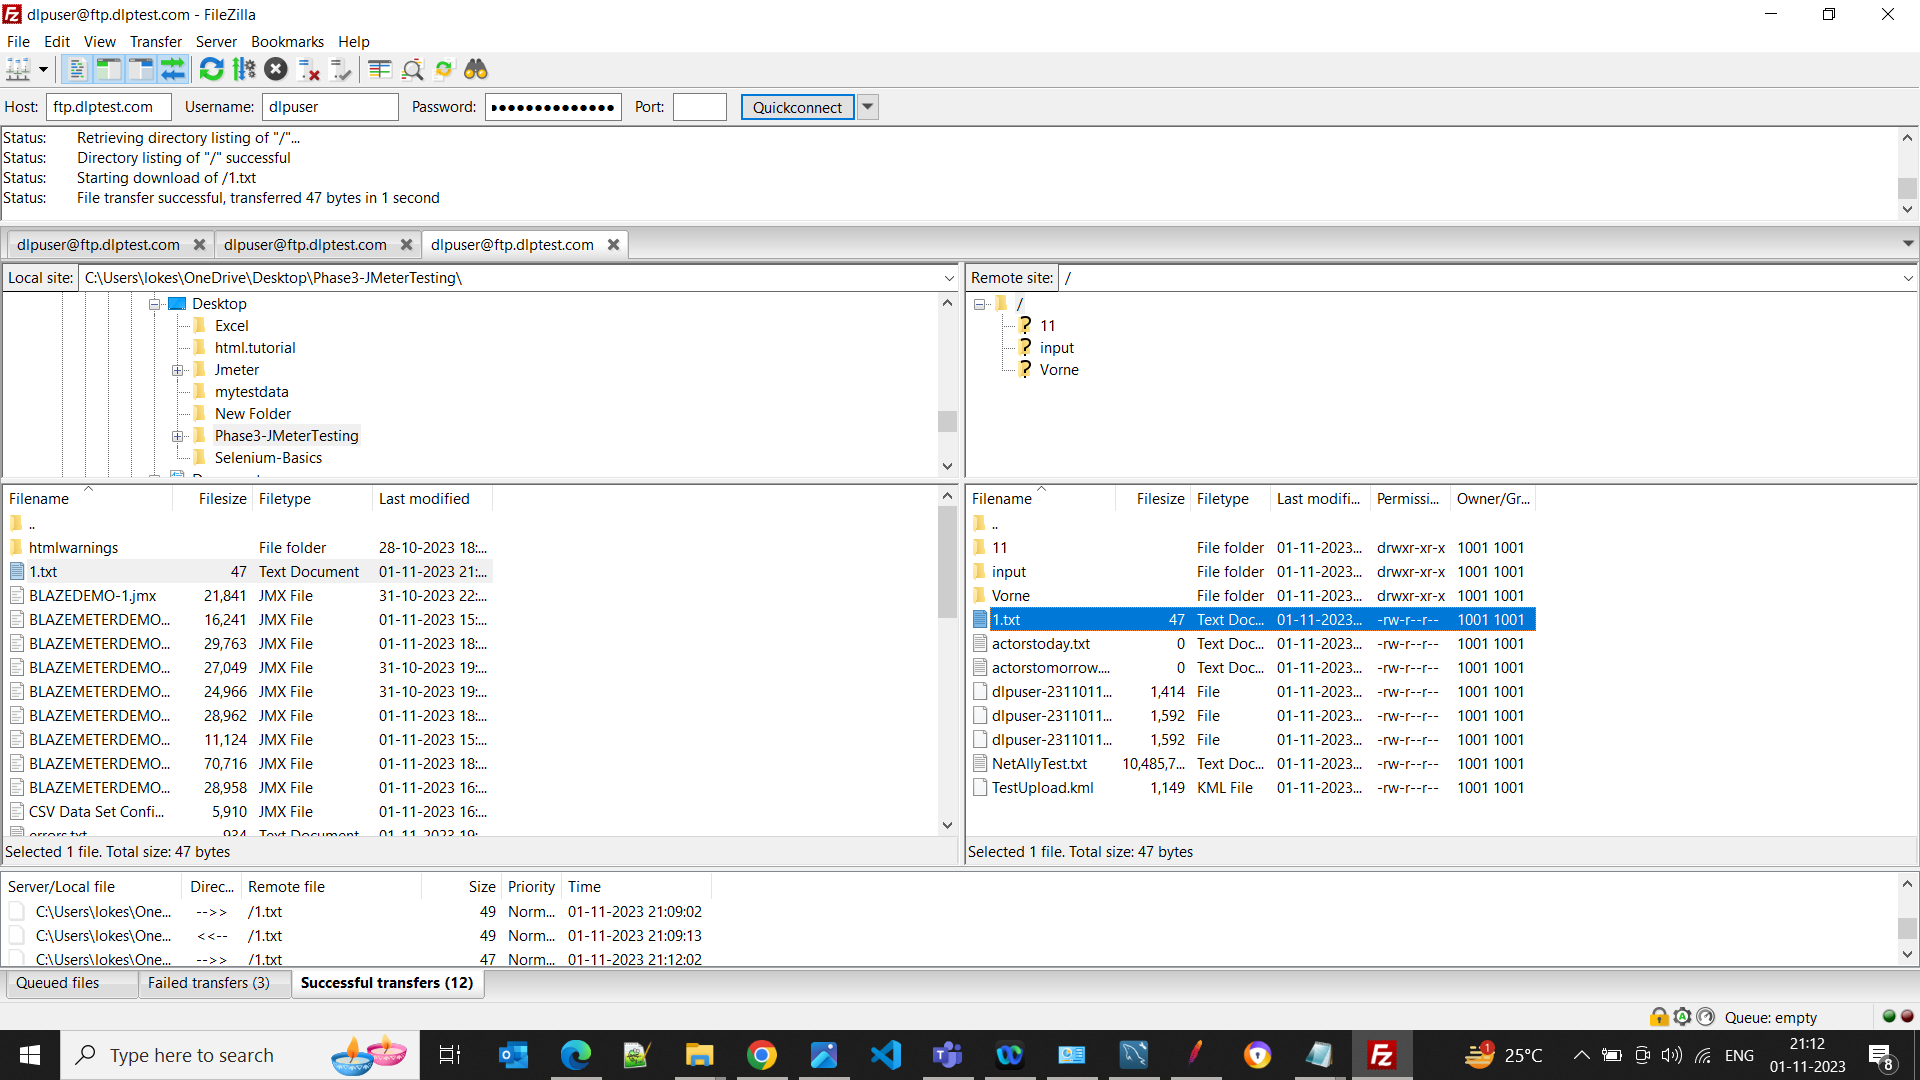 dlpuser@ftp.dlptest.com - FileZilla
File Edit View Transfer Server Bookmarks Help
Host: ftp.dlptest.com Username: dlpuser Password: ●●●●●●●●●●●●●● Port: Quickconnect
Status: Retrieving directory listing of "/"...
Status: Directory listing of "/" successful
Status: Starting download of /1.txt
Status: File transfer successful, transferred 47 bytes in 1 second
dlpuser@ftp.dlptest.com dlpuser@ftp.dlptest.com dlpuser@ftp.dlptest.com
Local site: C:\Users\lokes\OneDrive\Desktop\Phase3-JMeterTesting\
Desktop
Excel
html.tutorial
Jmeter
mytestdata
New Folder
Phase3-JMeterTesting
Selenium-Basics
Remote site: /
/
11
input
Vorne
Filename Filesize Filetype Last modified
..
htmlwarnings File folder 28-10-2023 18:...
1.txt 47 Text Document 01-11-2023 21:...
BLAZEDEMO-1.jmx 21,841 JMX File 31-10-2023 22:...
BLAZEMETERDEMO... 16,241 JMX File 01-11-2023 15:...
BLAZEMETERDEMO... 29,763 JMX File 01-11-2023 18:...
BLAZEMETERDEMO... 27,049 JMX File 31-10-2023 19:...
BLAZEMETERDEMO... 24,966 JMX File 31-10-2023 19:...
BLAZEMETERDEMO... 28,962 JMX File 01-11-2023 18:...
BLAZEMETERDEMO... 11,124 JMX File 01-11-2023 15:...
BLAZEMETERDEMO... 70,716 JMX File 01-11-2023 18:...
BLAZEMETERDEMO... 28,958 JMX File 01-11-2023 16:...
CSV Data Set Confi... 5,910 JMX File 01-11-2023 16:...
errors.txt 934 Text Document 01-11-2023 19:...
Selected 1 file. Total size: 47 bytes
Filename Filesize Filetype Last modifi... Permissi... Owner/Gr...
..
11 File folder 01-11-2023... drwxr-xr-x 1001 1001
input File folder 01-11-2023... drwxr-xr-x 1001 1001
Vorne File folder 01-11-2023... drwxr-xr-x 1001 1001
1.txt 47 Text Doc... 01-11-2023... -rw-r--r-- 1001 1001
actorstoday.txt 0 Text Doc... 01-11-2023... -rw-r--r-- 1001 1001
actorstomorrow.... 0 Text Doc... 01-11-2023... -rw-r--r-- 1001 1001
dlpuser-2311011... 1,414 File 01-11-2023... -rw-r--r-- 1001 1001
dlpuser-2311011... 1,592 File 01-11-2023... -rw-r--r-- 1001 1001
dlpuser-2311011... 1,592 File 01-11-2023... -rw-r--r-- 1001 1001
NetAllyTest.txt 10,485,7... Text Doc... 01-11-2023... -rw-r--r-- 1001 1001
TestUpload.kml 1,149 KML File 01-11-2023... -rw-r--r-- 1001 1001
Selected 1 file. Total size: 47 bytes
Server/Local file Direc... Remote file Size Priority Time
C:\Users\lokes\One... -->> /1.txt 49 Norm... 01-11-2023 21:09:02
C:\Users\lokes\One... <<-- /1.txt 49 Norm... 01-11-2023 21:09:13
C:\Users\lokes\One... -->> /1.txt 47 Norm... 01-11-2023 21:12:02
Queued files Failed transfers (3) Successful transfers (12)
Queue: empty
Type here to search
1 25°C ENG 21:12
01-11-2023 8